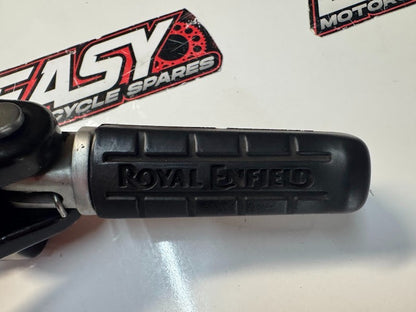 EASY
CYCLE SPARES
MOTOR
ROYAL ENFIELD